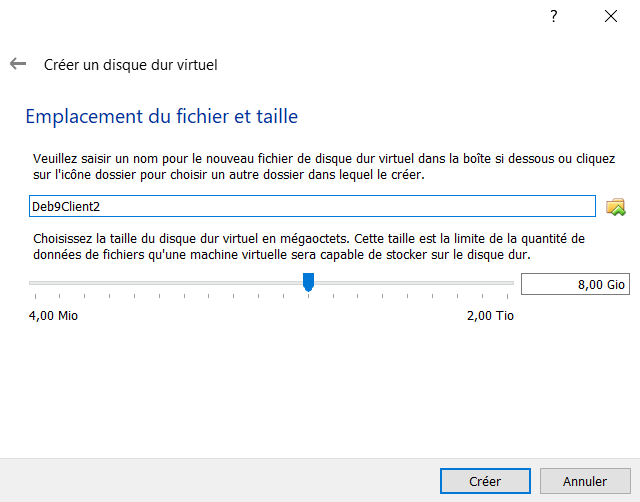 ?
Créer un disque dur virtuel
Emplacement du fichier et taille
Veuillez saisir un nom pour le nouveau fichier de disque dur virtuel dans la boîte si dessous ou cliquez
sur l'icône dossier pour choisir un autre dossier dans lequel le créer.
Deb9Client2
Choisissez la taille du disque dur virtuel en mégaoctets. Cette taille est la limite de la quantité de
données de fichiers qu'une machine virtuelle sera capable de stocker sur le disque dur.
8,00 Gio
4,00 Mio 2,00 Tio
Créer Annuler